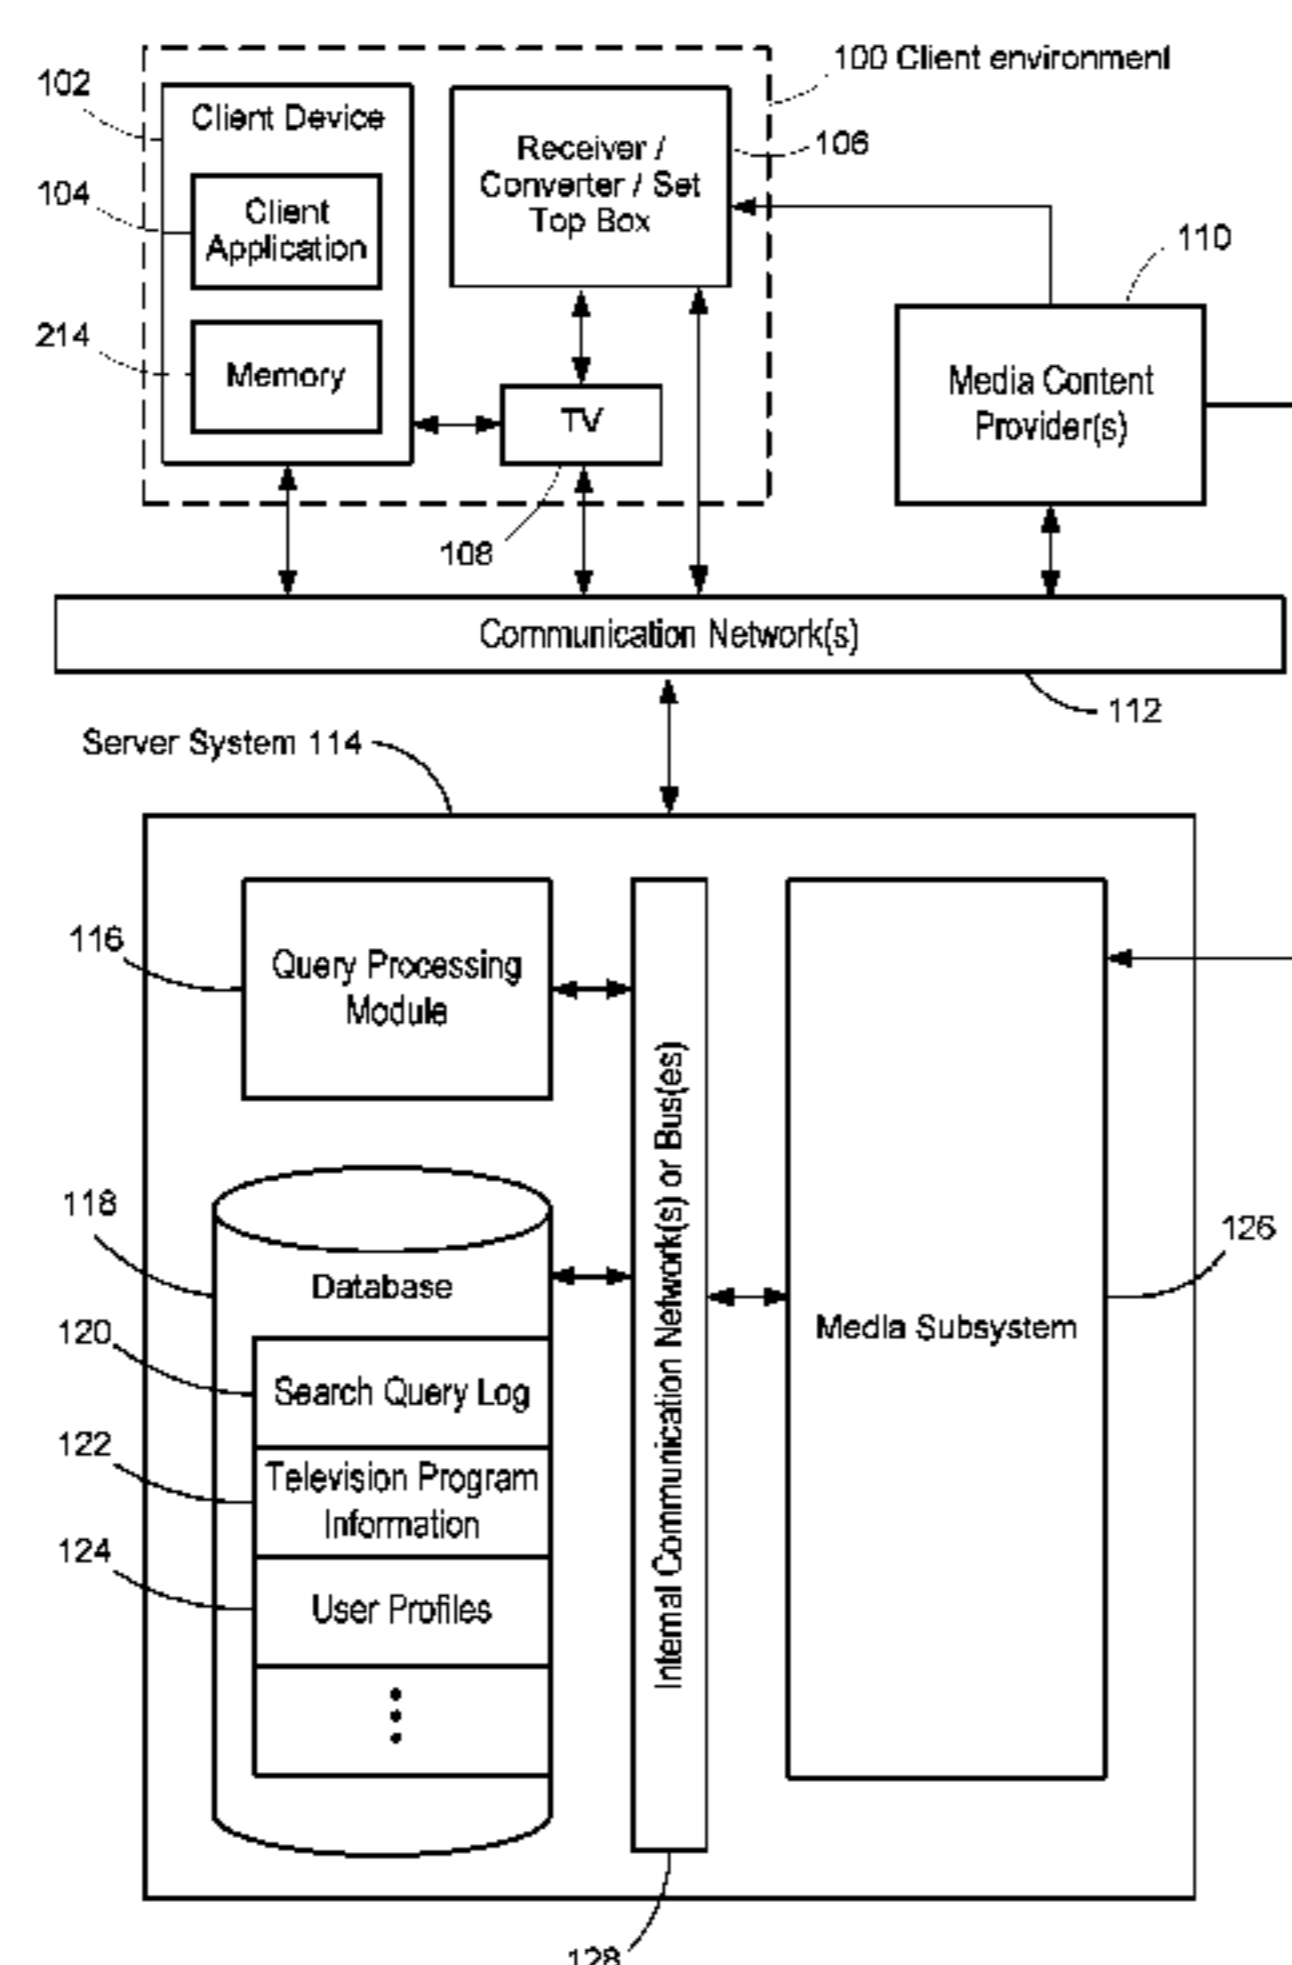 100 Client environment
102
Client Device
104
Client
Application
214
Memory
Receiver /
Converter / Set
Top Box
106
TV
108
110
Media Content
Provider(s)
Communication Network(s)
112
Server System 114
116
Query Processing
Module
118
Database
120
Search Query Log
122
Television Program
Information
124
User Profiles
Internal Communication Network(s) or Bus(es)
Media Subsystem
126
128